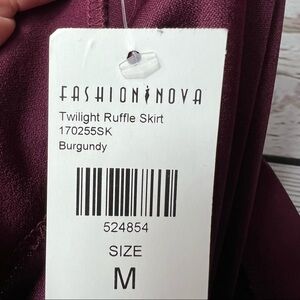 FASHION NOVA
Twilight Ruffle Skirt
170255SK
Burgundy
524854
SIZE
M